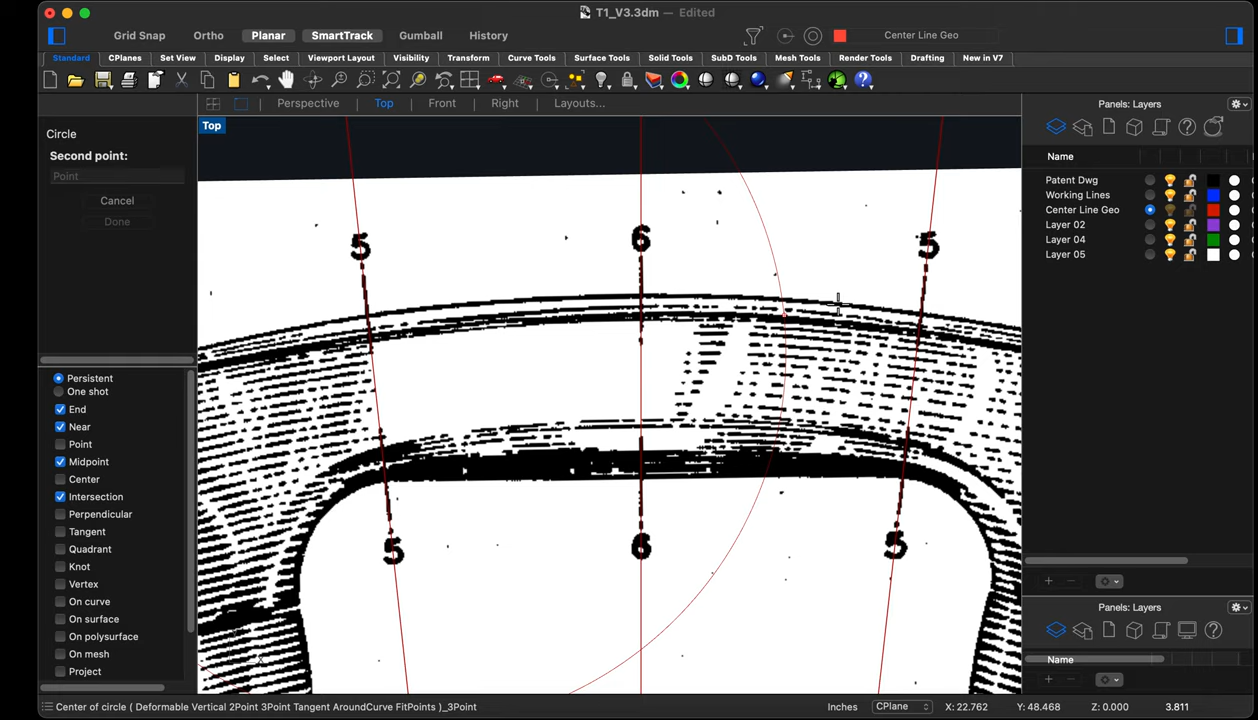 T1_V3.3dm — Edited
Grid Snap Ortho Planar SmartTrack Gumball History Center Line Geo
Standard CPlanes Set View Display Select Viewport Layout Visibility Transform Curve Tools Surface Tools Solid Tools SubD Tools Mesh Tools Render Tools Drafting New in V7
Perspective Top Front Right Layouts...
Top
Circle
Second point:
Point
Cancel
Done
Persistent
One shot
End
Near
Point
Midpoint
Center
Intersection
Perpendicular
Tangent
Quadrant
Knot
Vertex
On curve
On surface
On polysurface
On mesh
Project
5 6 5
5 6 5
Panels: Layers
Name
Patent Dwg
Working Lines
Center Line Geo
Layer 02
Layer 04
Layer 05
Panels: Layers
Name
Center of circle ( Deformable Vertical 2Point 3Point Tangent AroundCurve FitPoints )_3Point
Inches CPlane X: 22.762 Y: 48.468 Z: 0.000 3.811